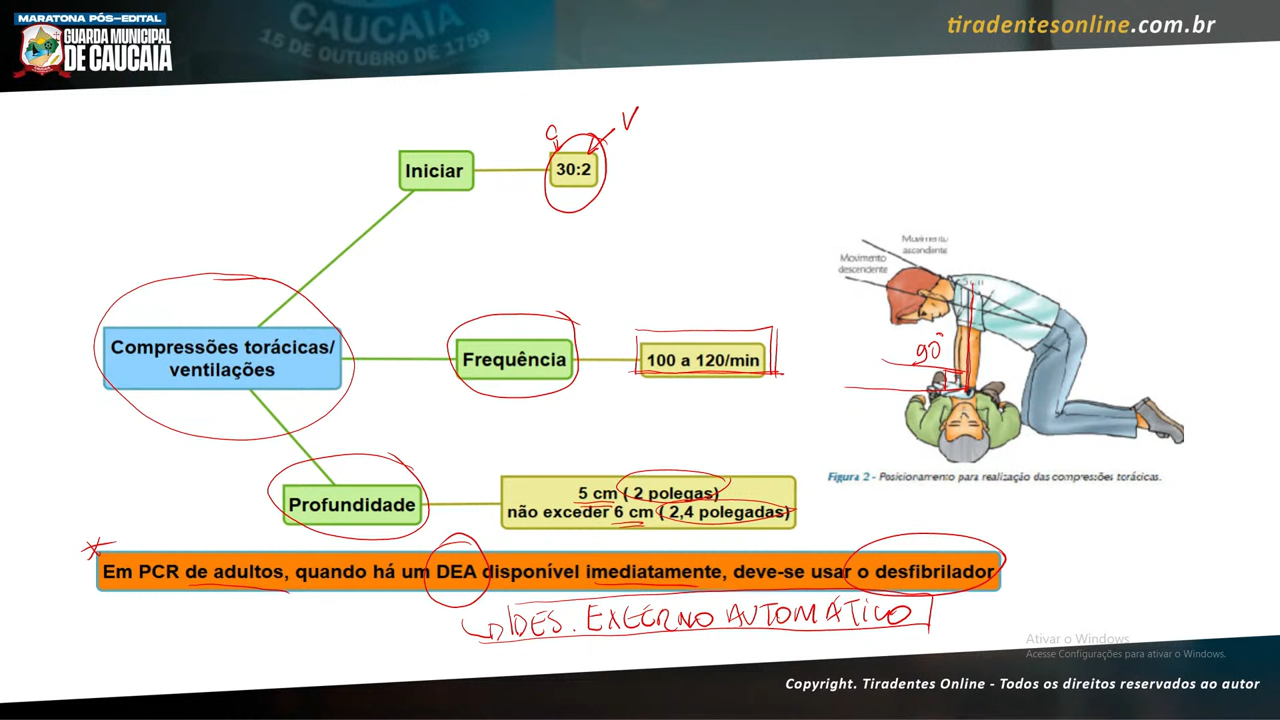 MARATONA PÓS-EDITAL
GUARDA MUNICIPAL
DE CAUCAIA
CAUCAIA
15 DE OUTUBRO DE 1759
tiradentesonline.com.br
C
V
Iniciar
30:2
Movimento
ascendente
Movimento
descendente
Compressões torácicas/
ventilações
Frequência
100 a 120/min
90°
Figura 2 - Posicionamento para realização das compressões torácicas.
Profundidade
5 cm ( 2 polegas)
não exceder 6 cm ( 2,4 polegadas)
Em PCR de adultos, quando há um DEA disponível imediatamente, deve-se usar o desfibrilador
DES. EXTERNO AUTOMÁTICO
Ativar o Windows
Acesse Configurações para ativar o Windows.
Copyright. Tiradentes Online - Todos os direitos reservados ao autor